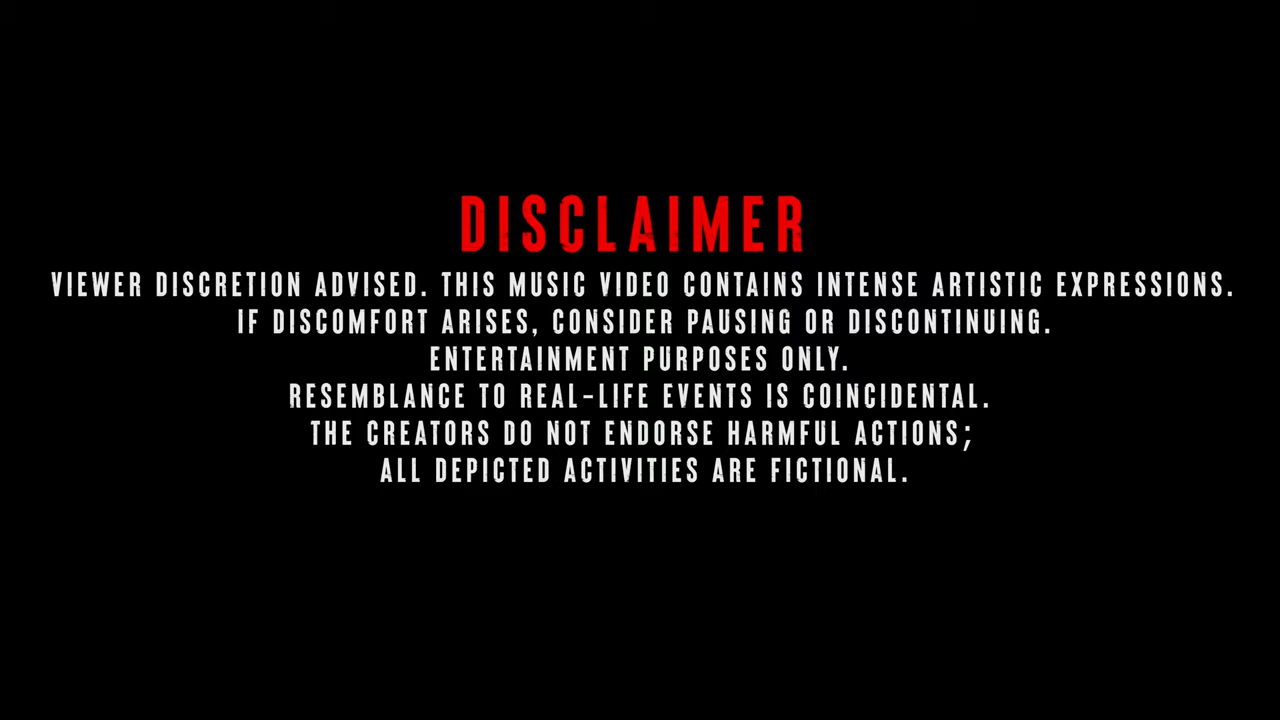 DISCLAIMER
VIEWER DISCRETION ADVISED. THIS MUSIC VIDEO CONTAINS INTENSE ARTISTIC EXPRESSIONS.
IF DISCOMFORT ARISES, CONSIDER PAUSING OR DISCONTINUING.
ENTERTAINMENT PURPOSES ONLY.
RESEMBLANCE TO REAL-LIFE EVENTS IS COINCIDENTAL.
THE CREATORS DO NOT ENDORSE HARMFUL ACTIONS;
ALL DEPICTED ACTIVITIES ARE FICTIONAL.